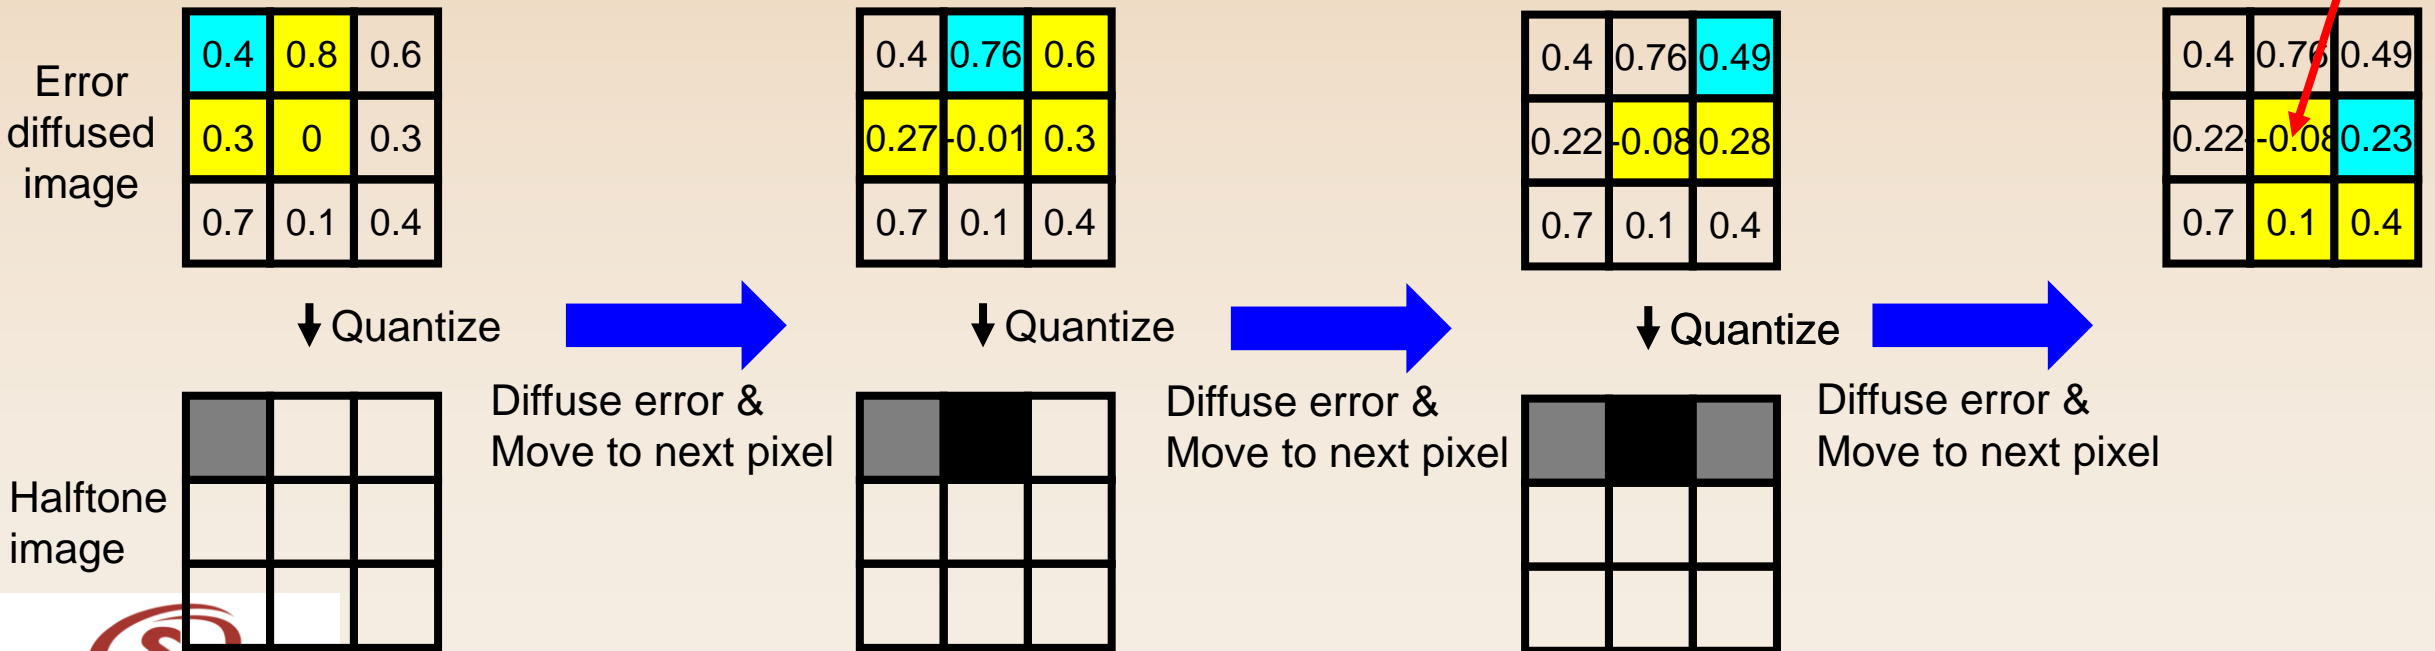 Error
diffused
image
0.4 0.8 0.6
0.3 0 0.3
0.7 0.1 0.4
0.4 0.76 0.6
0.27 -0.01 0.3
0.7 0.1 0.4
0.4 0.76 0.49
0.22 -0.08 0.28
0.7 0.1 0.4
0.4 0.76 0.49
0.22 -0.08 0.23
0.7 0.1 0.4
Quantize
Quantize
Quantize
Diffuse error &
Move to next pixel
Diffuse error &
Move to next pixel
Diffuse error &
Move to next pixel
Halftone
image